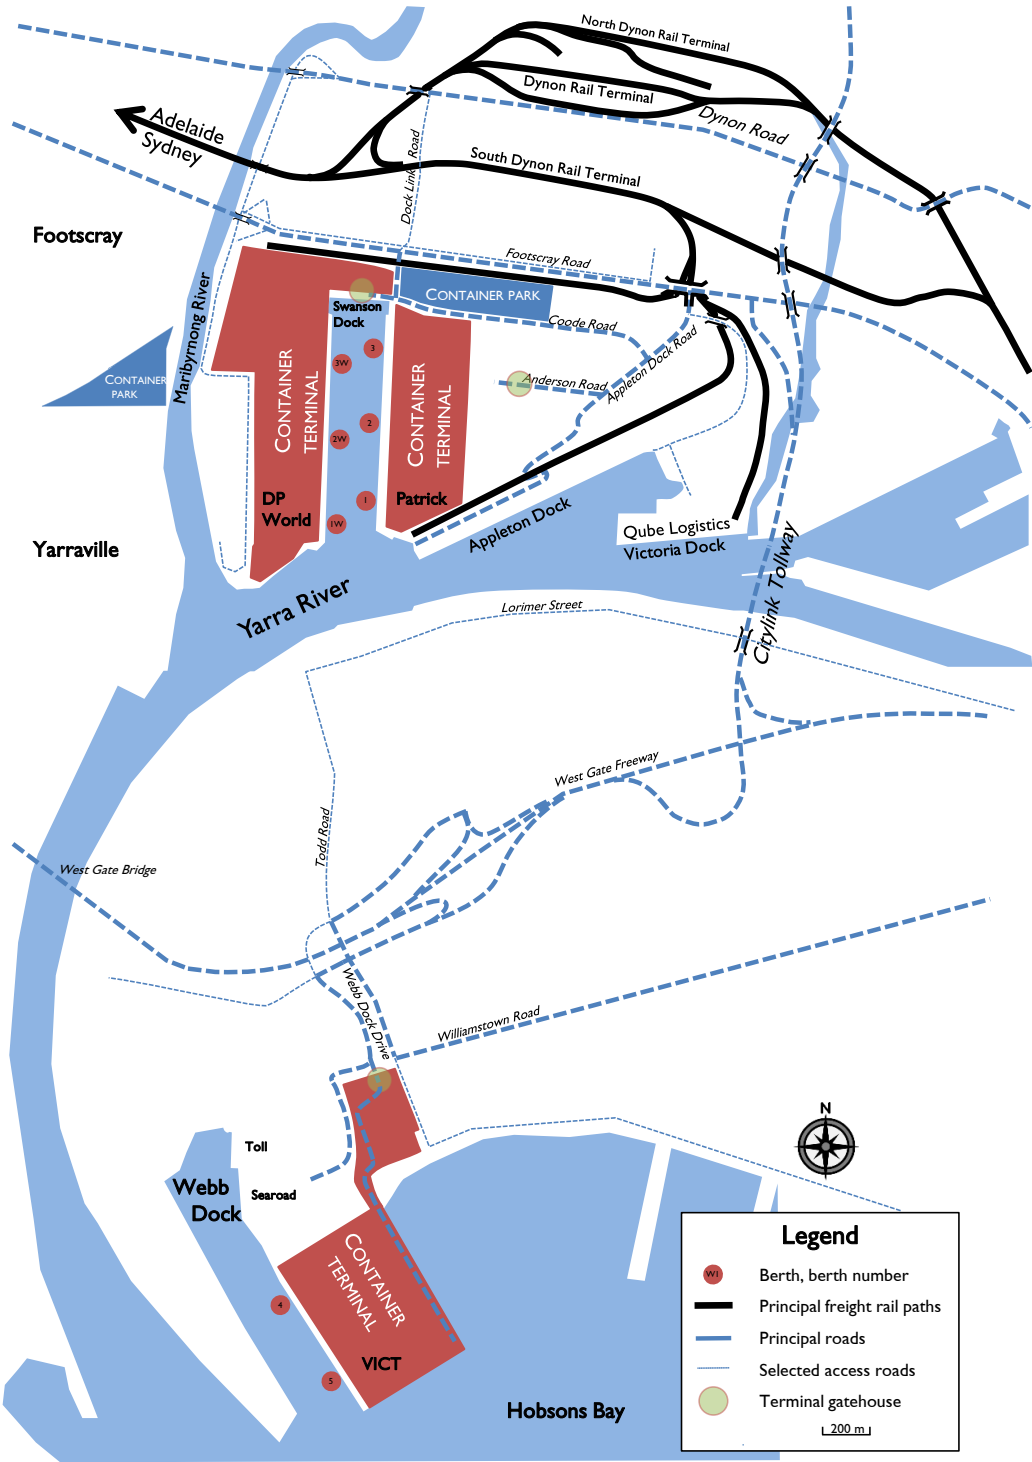 North Dynon Rail Terminal
Dynon Rail Terminal
Dynon Road
Adelaide
Sydney
South Dynon Rail Terminal
Dock Link Road
Footscray
Footscray Road
Maribyrnong River
CONTAINER PARK
Swanson
Dock
Coode Road
Appleton Dock Road
Anderson Road
CONTAINER
PARK
CONTAINER
TERMINAL
CONTAINER
TERMINAL
3
3W
2
2W
1
1W
DP
World
Patrick
Appleton Dock
Qube Logistics
Victoria Dock
Yarraville
Yarra River
Citylink Tollway
Lorimer Street
West Gate Freeway
Todd Road
West Gate Bridge
Webb Dock Drive
Williamstown Road
N
Toll
Searoad
Webb
Dock
CONTAINER
TERMINAL
4
5
VICT
Hobsons Bay
Legend
W1
Berth, berth number
Principal freight rail paths
Principal roads
Selected access roads
Terminal gatehouse
200 m